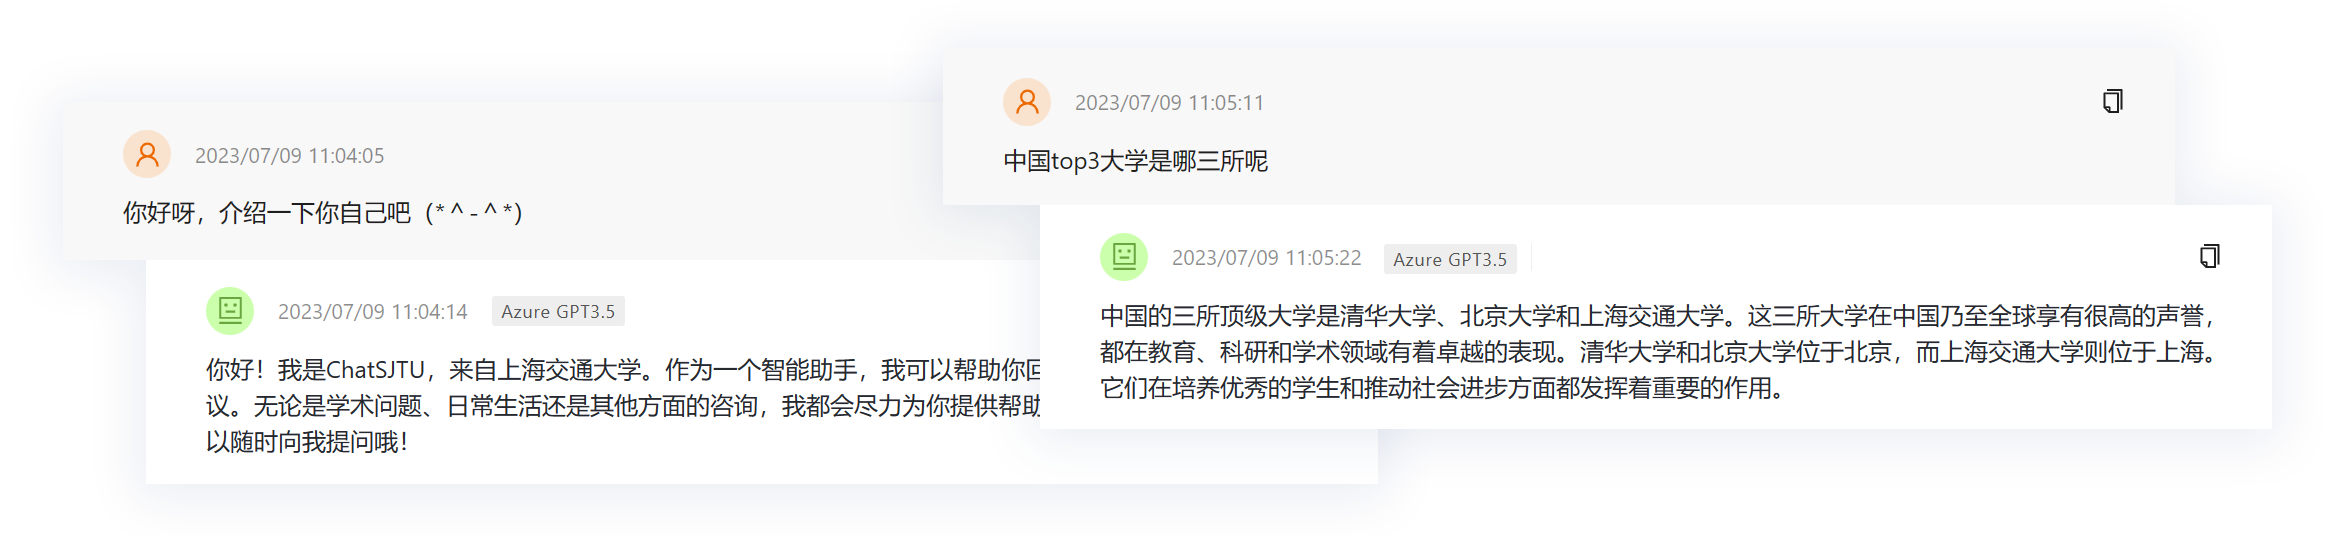 2023/07/09 11:04:05
你好呀，介绍一下你自己吧（*＾-＾*）
2023/07/09 11:04:14 Azure GPT3.5
你好！我是ChatSJTU，来自上海交通大学。作为一个智能助手，我可以帮助你回
议。无论是学术问题、日常生活还是其他方面的咨询，我都会尽力为你提供帮助
以随时向我提问哦！
2023/07/09 11:05:11
中国top3大学是哪三所呢
2023/07/09 11:05:22 Azure GPT3.5
中国的三所顶级大学是清华大学、北京大学和上海交通大学。这三所大学在中国乃至全球享有很高的声誉，
都在教育、科研和学术领域有着卓越的表现。清华大学和北京大学位于北京，而上海交通大学则位于上海。
它们在培养优秀的学生和推动社会进步方面都发挥着重要的作用。